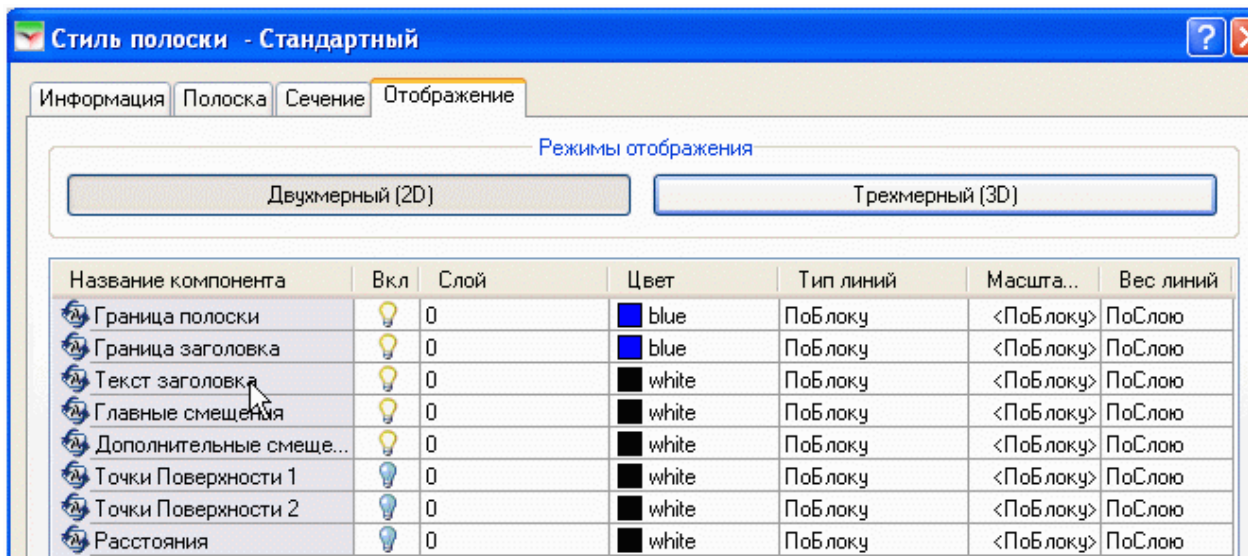 Стиль полоски - Стандартный
Информация Полоска Сечение Отображение
Режимы отображения
Двухмерный (2D) Трехмерный (3D)
Название компонента Вкл Слой Цвет Тип линий Масшта... Вес линий
Граница полоски 0 blue ПоБлоку <ПоБлоку> ПоСлою
Граница заголовка 0 blue ПоБлоку <ПоБлоку> ПоСлою
Текст заголовка 0 white ПоБлоку <ПоБлоку> ПоСлою
Главные смещения 0 white ПоБлоку <ПоБлоку> ПоСлою
Дополнительные смеще... 0 white ПоБлоку <ПоБлоку> ПоСлою
Точки Поверхности 1 0 white ПоБлоку <ПоБлоку> ПоСлою
Точки Поверхности 2 0 white ПоБлоку <ПоБлоку> ПоСлою
Расстояния 0 white ПоБлоку <ПоБлоку> ПоСлою